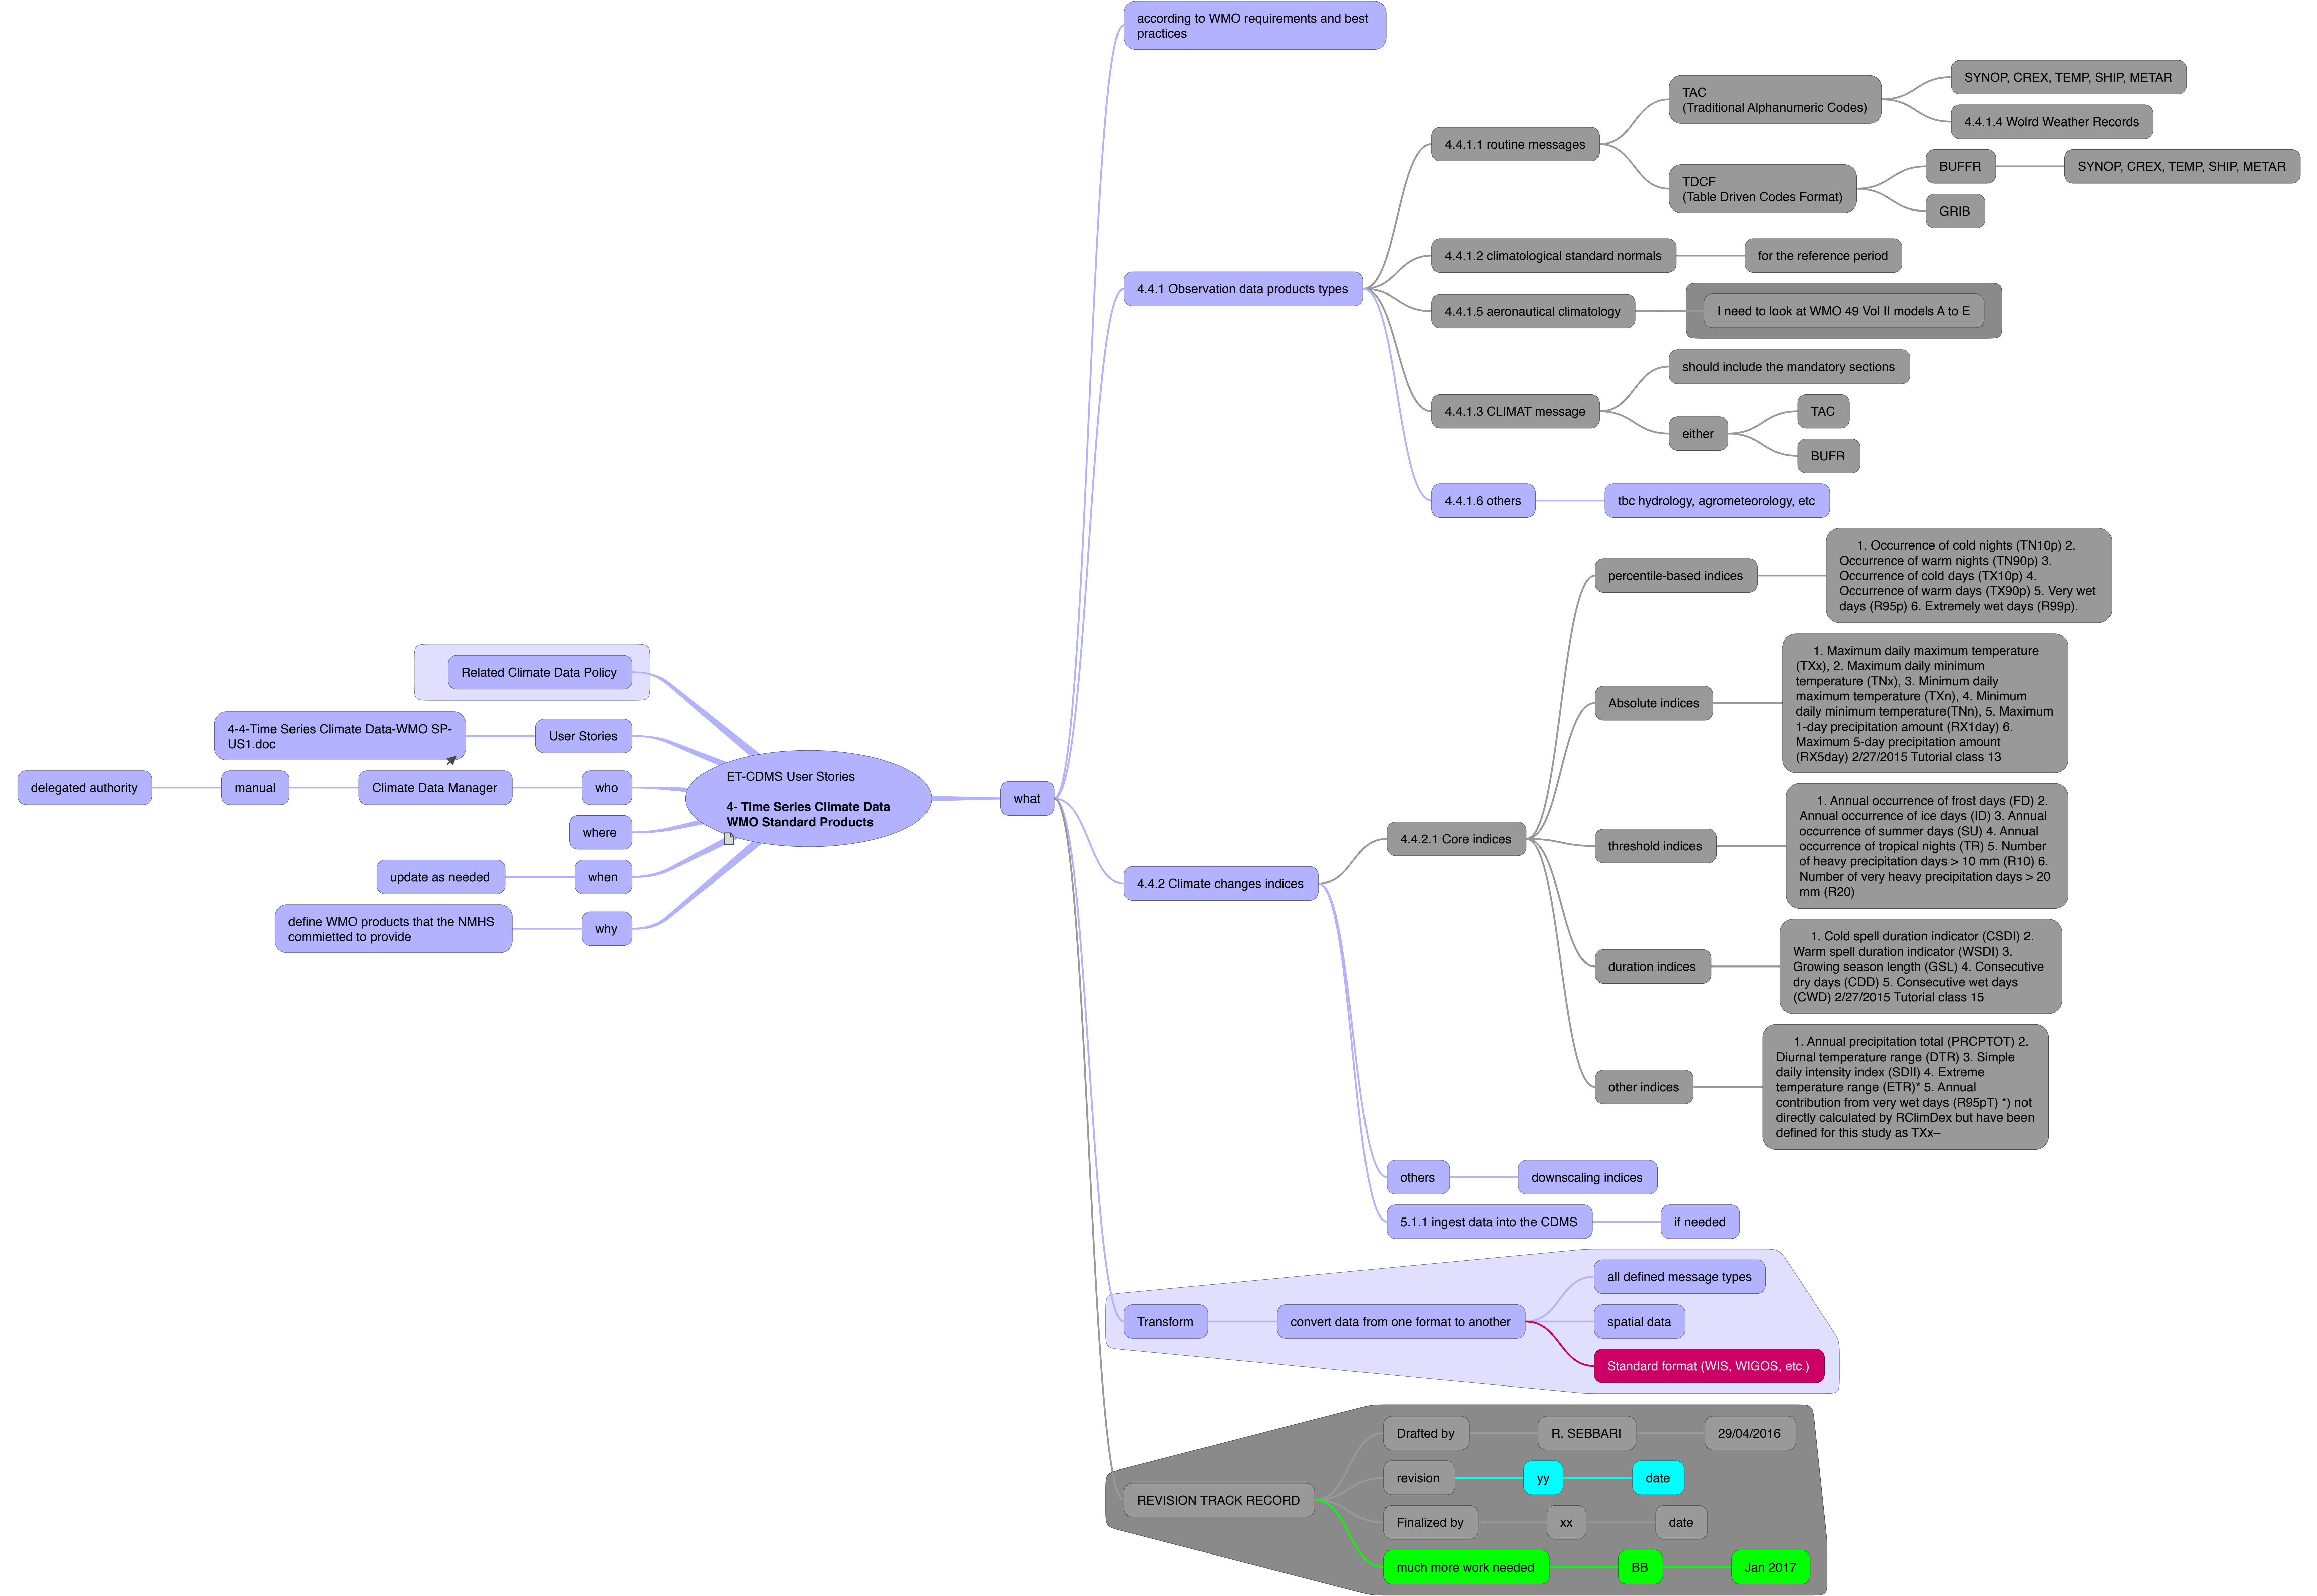 according to WMO requirements and best
practices
SYNOP, CREX, TEMP, SHIP, METAR
TAC
(Traditional Alphanumeric Codes)
4.4.1.4 Wolrd Weather Records
4.4.1.1 routine messages
BUFFR
SYNOP, CREX, TEMP, SHIP, METAR
TDCF
(Table Driven Codes Format)
GRIB
4.4.1.2 climatological standard normals
for the reference period
4.4.1 Observation data products types
4.4.1.5 aeronautical climatology
I need to look at WMO 49 Vol II models A to E
should include the mandatory sections
4.4.1.3 CLIMAT message
either
TAC
BUFR
4.4.1.6 others
tbc hydrology, agrometeorology, etc
percentile-based indices
1. Occurrence of cold nights (TN10p) 2.
Occurrence of warm nights (TN90p) 3.
Occurrence of cold days (TX10p) 4.
Occurrence of warm days (TX90p) 5. Very wet
days (R95p) 6. Extremely wet days (R99p).
Absolute indices
1. Maximum daily maximum temperature
(TXx), 2. Maximum daily minimum
temperature (TNx), 3. Minimum daily
maximum temperature (TXn), 4. Minimum
daily minimum temperature(TNn), 5. Maximum
1-day precipitation amount (RX1day) 6.
Maximum 5-day precipitation amount
(RX5day) 2/27/2015 Tutorial class 13
Related Climate Data Policy
4-4-Time Series Climate Data-WMO SP-
US1.doc
User Stories
delegated authority
manual
Climate Data Manager
who
where
update as needed
when
define WMO products that the NMHS
commietted to provide
why
ET-CDMS User Stories
4- Time Series Climate Data
WMO Standard Products
what
4.4.2 Climate changes indices
4.4.2.1 Core indices
threshold indices
1. Annual occurrence of frost days (FD) 2.
Annual occurrence of ice days (ID) 3. Annual
occurrence of summer days (SU) 4. Annual
occurrence of tropical nights (TR) 5. Number
of heavy precipitation days > 10 mm (R10) 6.
Number of very heavy precipitation days > 20
mm (R20)
duration indices
1. Cold spell duration indicator (CSDI) 2.
Warm spell duration indicator (WSDI) 3.
Growing season length (GSL) 4. Consecutive
dry days (CDD) 5. Consecutive wet days
(CWD) 2/27/2015 Tutorial class 15
other indices
1. Annual precipitation total (PRCPTOT) 2.
Diurnal temperature range (DTR) 3. Simple
daily intensity index (SDII) 4. Extreme
temperature range (ETR)* 5. Annual
contribution from very wet days (R95pT) *) not
directly calculated by RClimDex but have been
defined for this study as TXx–
others
downscaling indices
5.1.1 ingest data into the CDMS
if needed
Transform
convert data from one format to another
all defined message types
spatial data
Standard format (WIS, WIGOS, etc.)
REVISION TRACK RECORD
Drafted by
R. SEBBARI
29/04/2016
revision
yy
date
Finalized by
xx
date
much more work needed
BB
Jan 2017